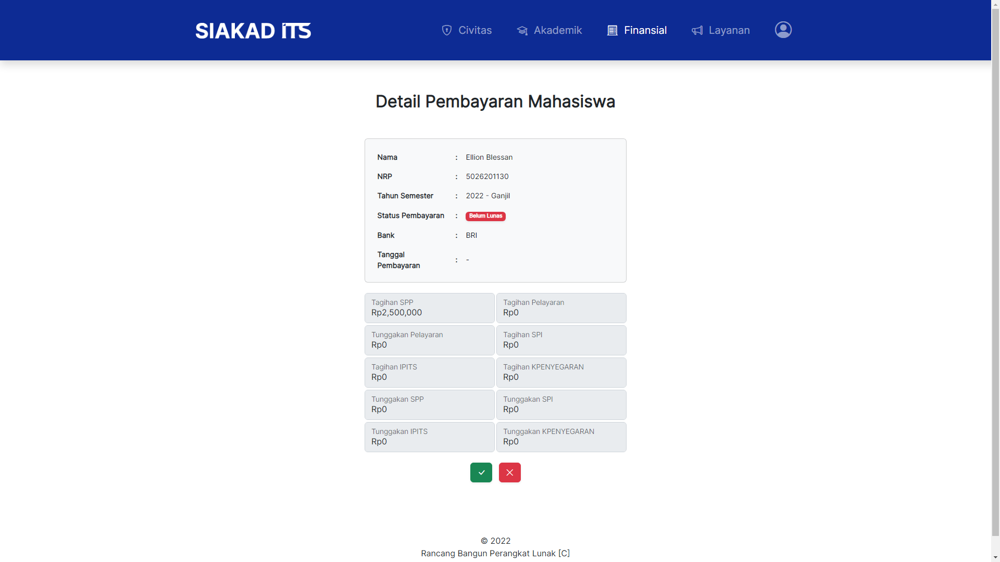 SIAKAD ITS
Civitas
Akademik
Finansial
Layanan
Detail Pembayaran Mahasiswa
Nama : Ellion Blessan
NRP : 5026201130
Tahun Semester : 2022 - Ganjil
Status Pembayaran : Belum Lunas
Bank : BRI
Tanggal
Pembayaran : -
Tagihan SPP
Rp2,500,000
Tagihan Pelayaran
Rp0
Tunggakan Pelayaran
Rp0
Tagihan SPI
Rp0
Tagihan IPITS
Rp0
Tagihan KPENYEGARAN
Rp0
Tunggakan SPP
Rp0
Tunggakan SPI
Rp0
Tunggakan IPITS
Rp0
Tunggakan KPENYEGARAN
Rp0
© 2022
Rancang Bangun Perangkat Lunak [C]